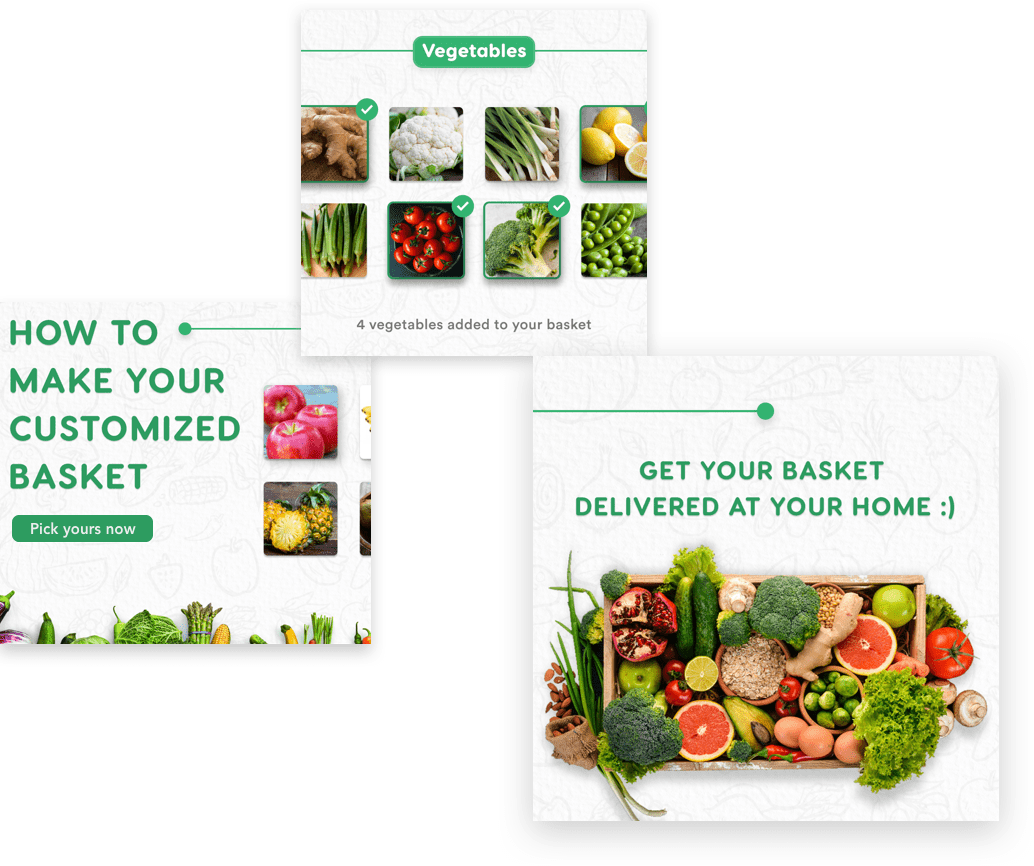 Vegetables
4 vegetables added to your basket
HOW TO
MAKE YOUR
CUSTOMIZED
BASKET
Pick yours now
GET YOUR BASKET
DELIVERED AT YOUR HOME :)